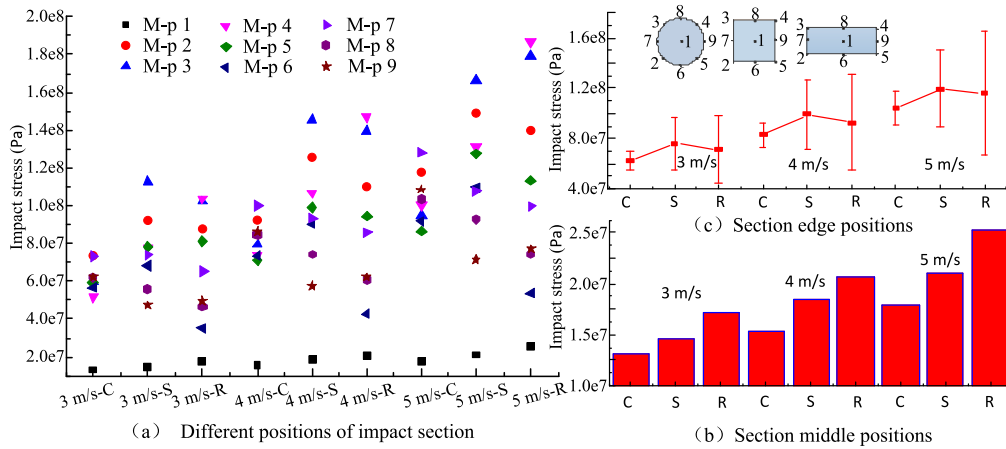 2.0e8
1.8e8
1.6e8
1.4e8
1.2e8
1.0e8
8.0e7
6.0e7
4.0e7
2.0e7
Impact stress (Pa)
M-p 1 M-p 4 M-p 7
M-p 2 M-p 5 M-p 8
M-p 3 M-p 6 M-p 9
3 m/s-C 3 m/s-S 3 m/s-R 4 m/s-C 4 m/s-S 4 m/s-R 5 m/s-C 5 m/s-S 5 m/s-R
(a) Different positions of impact section
1.6e8
1.2e8
8.0e7
4.0e7
Impact stress (Pa)
3 8 4
7 1 9
2 6 5
3 8 4
7 1 9
2 6 5
3 8 4
7 1 9
2 6 5
3 m/s 4 m/s 5 m/s
C S R C S R C S R
(c) Section edge positions
2.5e7
2.0e7
1.5e7
1.0e7
Impact stress (Pa)
3 m/s 4 m/s 5 m/s
C S R C S R C S R
(b) Section middle positions